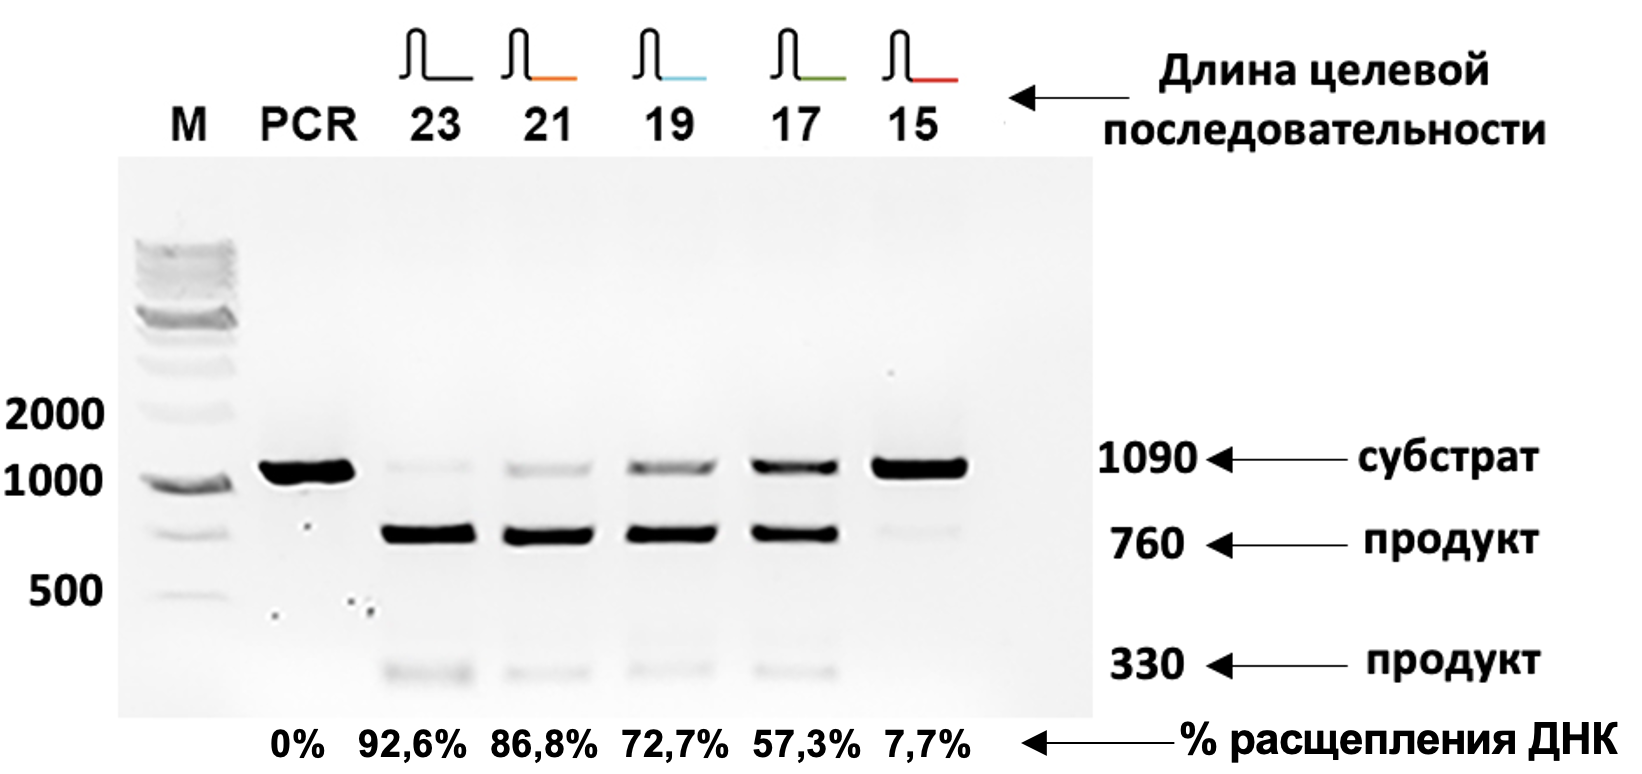 Длина целевой
последовательности
M PCR 23 21 19 17 15
2000
1000
500
1090 субстрат
760 продукт
330 продукт
0% 92,6% 86,8% 72,7% 57,3% 7,7% % расщепления ДНК